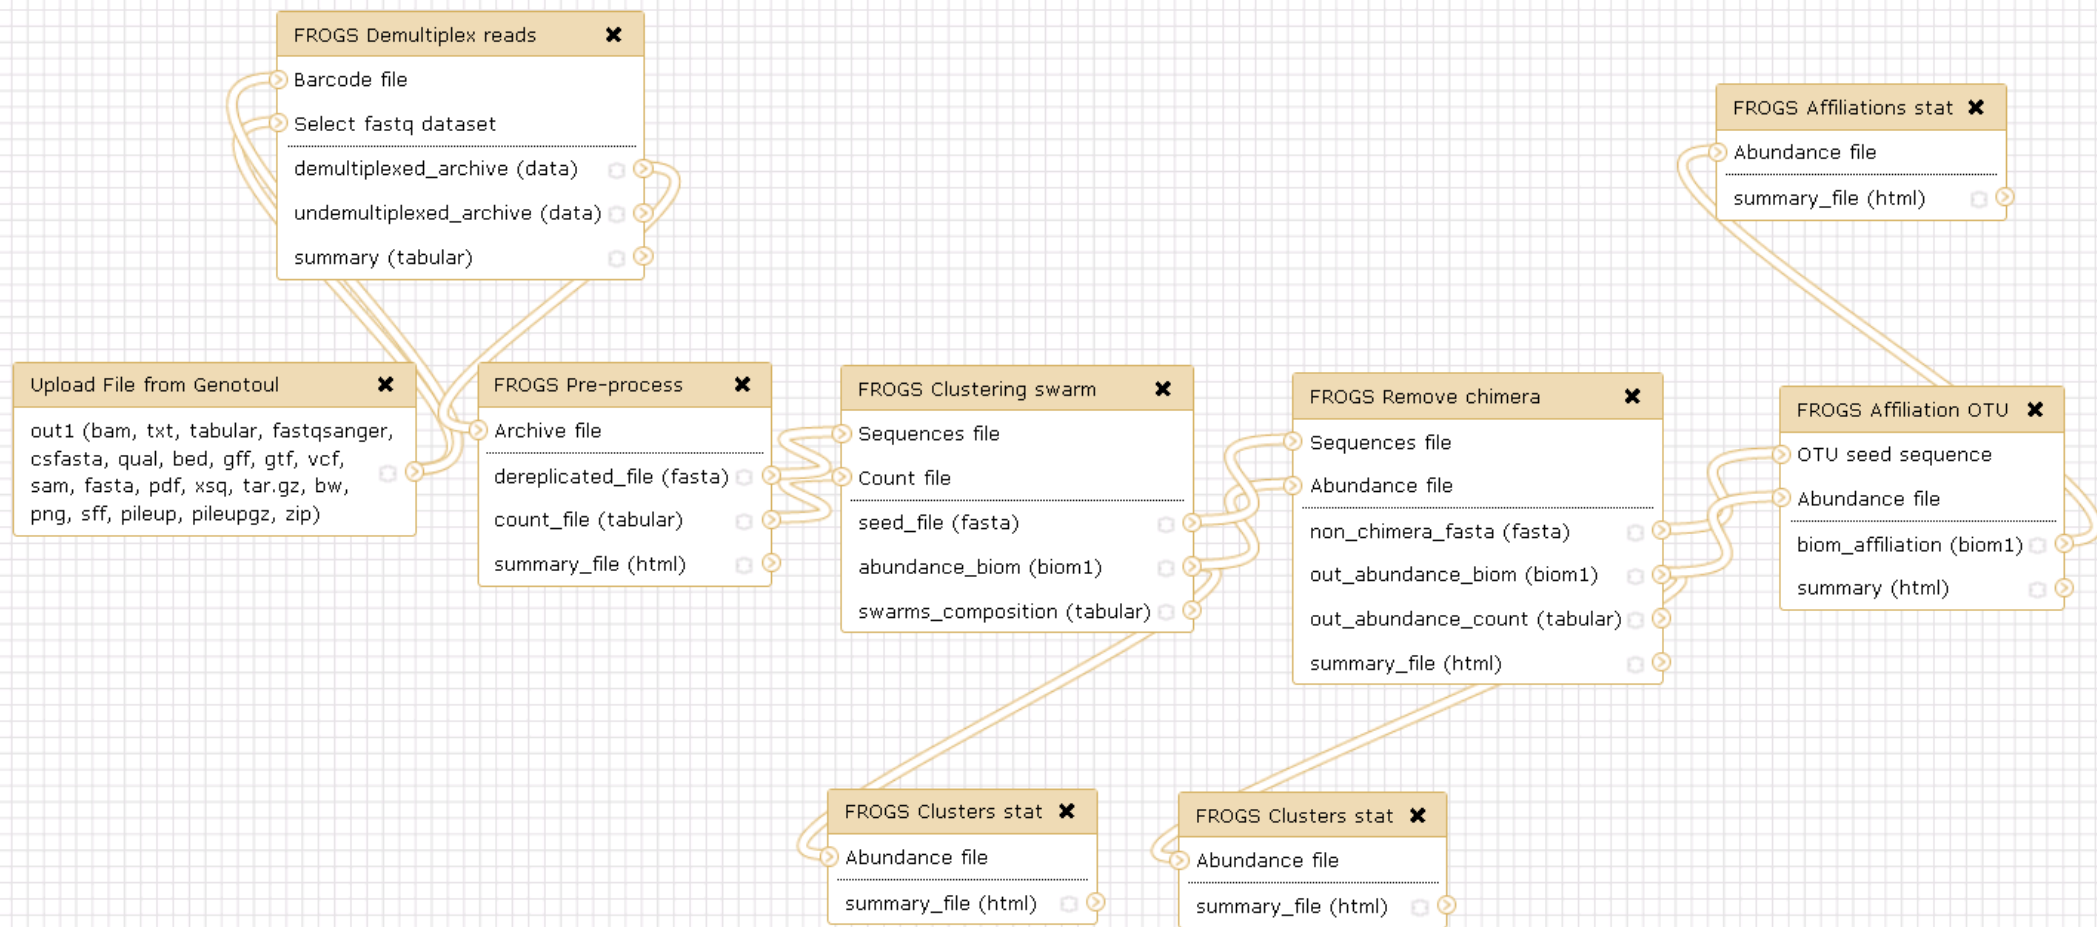 FROGS Demultiplex reads
Barcode file
Select fastq dataset
demultiplexed_archive (data)
undemultiplexed_archive (data)
summary (tabular)
FROGS Affiliations stat
Abundance file
summary_file (html)
Upload File from Genotoul
out1 (bam, txt, tabular, fastqsanger,
csfasta, qual, bed, gff, gtf, vcf,
sam, fasta, pdf, xsq, tar.gz, bw,
png, sff, pileup, pileupgz, zip)
FROGS Pre-process
Archive file
dereplicated_file (fasta)
count_file (tabular)
summary_file (html)
FROGS Clustering swarm
Sequences file
Count file
seed_file (fasta)
abundance_biom (biom1)
swarms_composition (tabular)
FROGS Remove chimera
Sequences file
Abundance file
non_chimera_fasta (fasta)
out_abundance_biom (biom1)
out_abundance_count (tabular)
summary_file (html)
FROGS Affiliation OTU
OTU seed sequence
Abundance file
biom_affiliation (biom1)
summary (html)
FROGS Clusters stat
Abundance file
summary_file (html)
FROGS Clusters stat
Abundance file
summary_file (html)